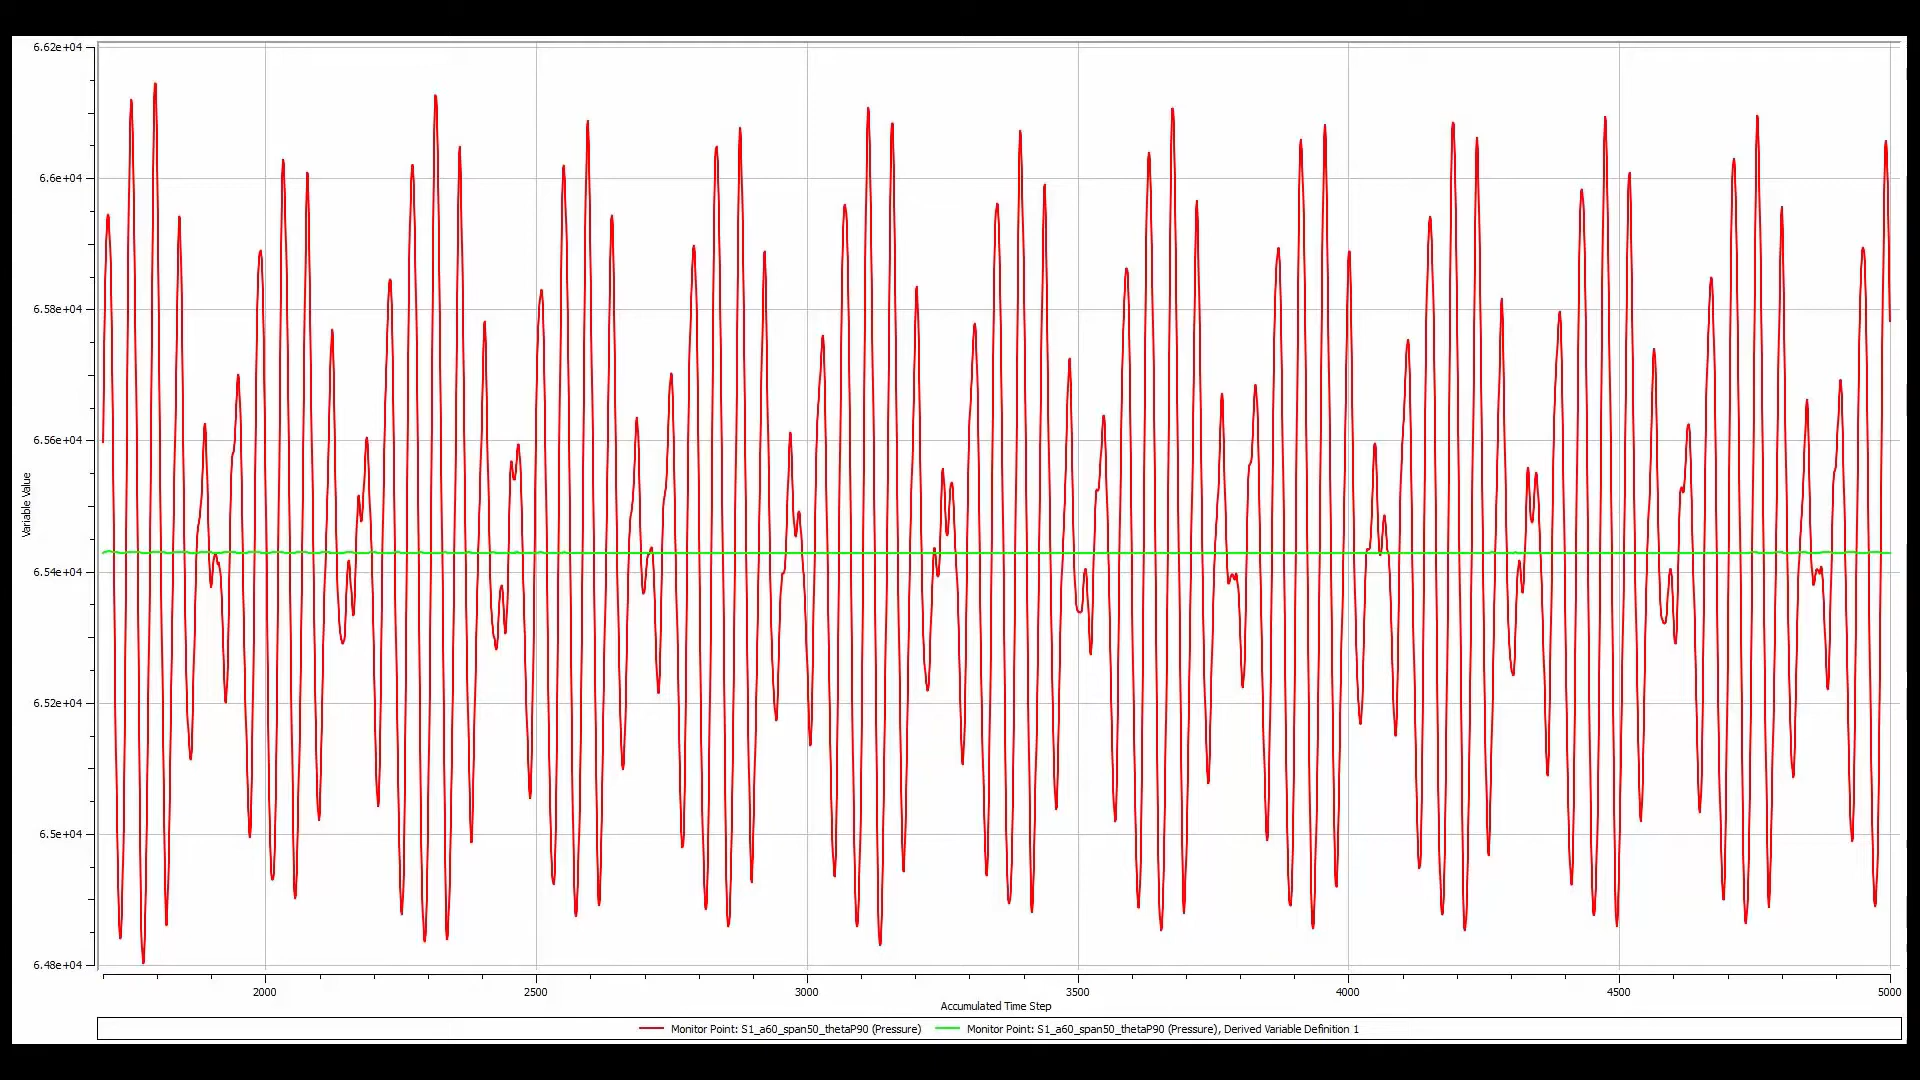 6.62e+04
6.6e+04
6.58e+04
6.56e+04
6.54e+04
6.52e+04
6.5e+04
6.48e+04
Variable Value
2000 2500 3000 3500 4000 4500 5000
Accumulated Time Step
Monitor Point: S1_a60_span50_thetaP90 (Pressure) Monitor Point: S1_a60_span50_thetaP90 (Pressure), Derived Variable Definition 1